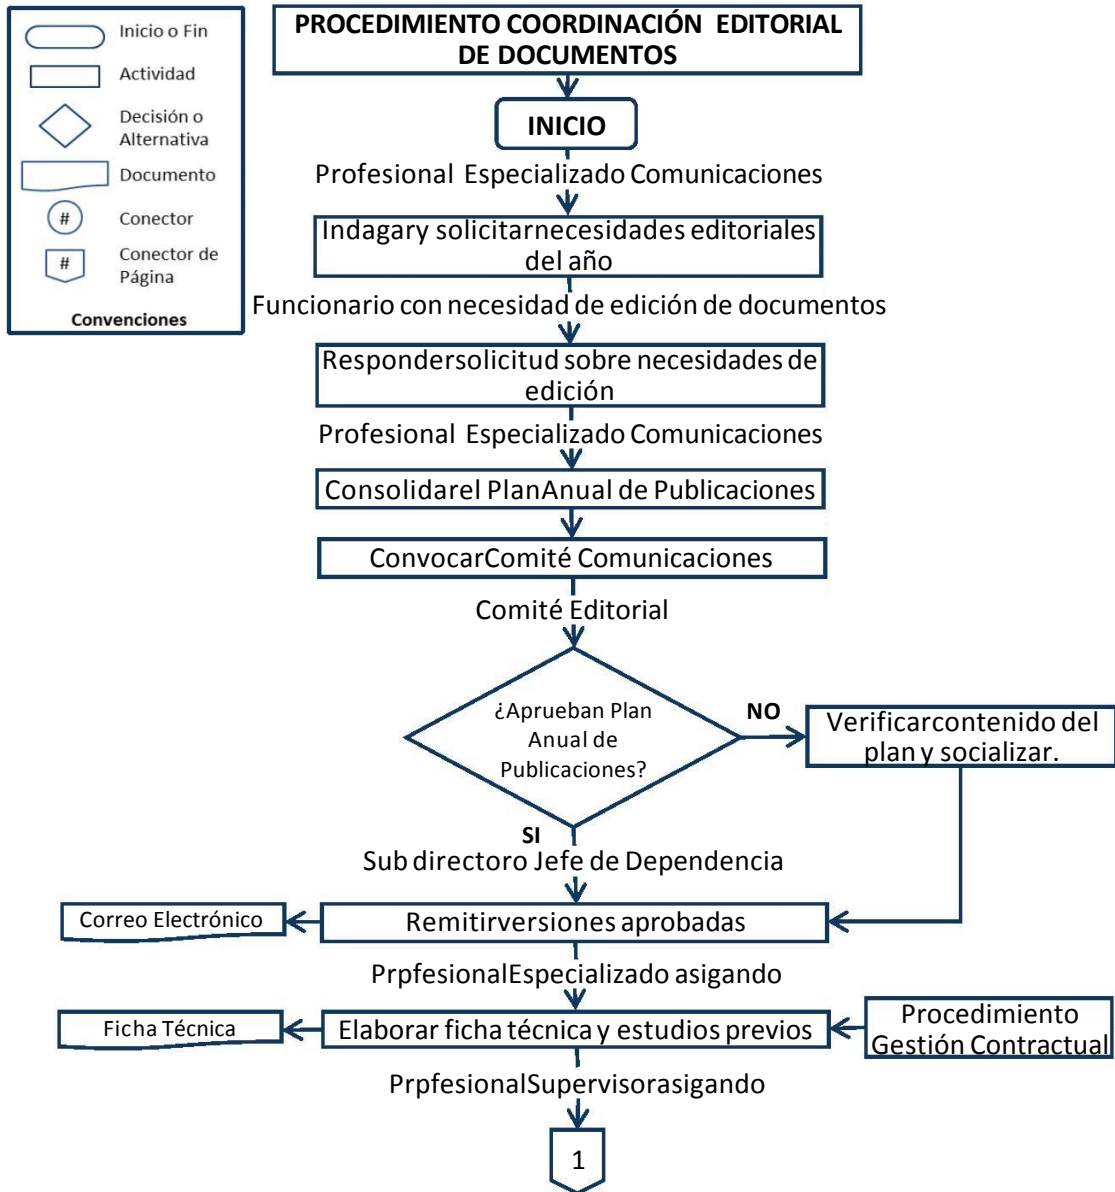 Inicio o Fin
Actividad
Decisión o
Alternativa
Documento
#
Conector
#
Conector de
Página
Convenciones
PROCEDIMIENTO COORDINACIÓN EDITORIAL
DE DOCUMENTOS
INICIO
Profesional Especializado Comunicaciones
Indagary solicitarnecesidades editoriales
del año
Funcionario con necesidad de edición de documentos
Respondersolicitud sobre necesidades de
edición
Profesional Especializado Comunicaciones
Consolidarel PlanAnual de Publicaciones
ConvocarComité Comunicaciones
Comité Editorial
¿Aprueban Plan
Anual de
Publicaciones?
NO
Verificarcontenido del
plan y socializar.
SI
Sub directoro Jefe de Dependencia
Correo Electrónico
Remitirversiones aprobadas
PrpfesionalEspecializado asigando
Ficha Técnica
Elaborar ficha técnica y estudios previos
Procedimiento
Gestión Contractual
PrpfesionalSupervisorasigando
1